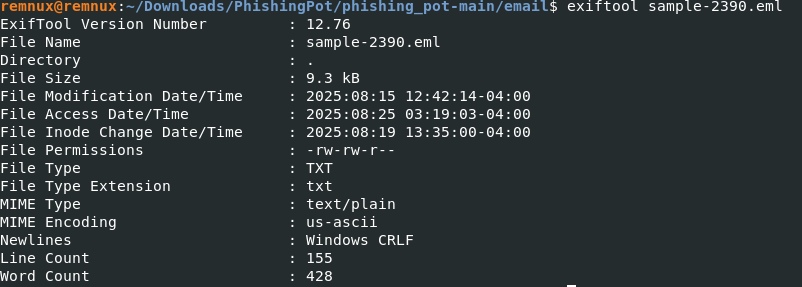 remnux@remnux:~/Downloads/PhishingPot/phishing_pot-main/email$ exiftool sample-2390.eml
ExifTool Version Number         : 12.76
File Name                       : sample-2390.eml
Directory                       : .
File Size                       : 9.3 kB
File Modification Date/Time     : 2025:08:15 12:42:14-04:00
File Access Date/Time           : 2025:08:25 03:19:03-04:00
File Inode Change Date/Time     : 2025:08:19 13:35:00-04:00
File Permissions                : -rw-rw-r--
File Type                       : TXT
File Type Extension             : txt
MIME Type                       : text/plain
MIME Encoding                   : us-ascii
Newlines                        : Windows CRLF
Line Count                      : 155
Word Count                      : 428